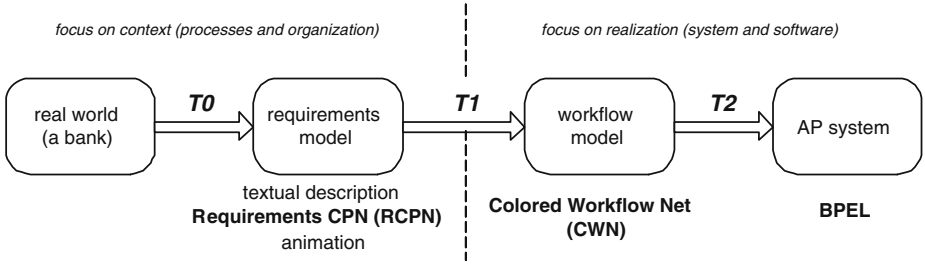 focus on context (processes and organization)
focus on realization (system and software)
real world
(a bank)
T0
requirements
model
T1
workflow
model
T2
AP system
textual description
Requirements CPN (RCPN)
animation
Colored Workflow Net
(CWN)
BPEL